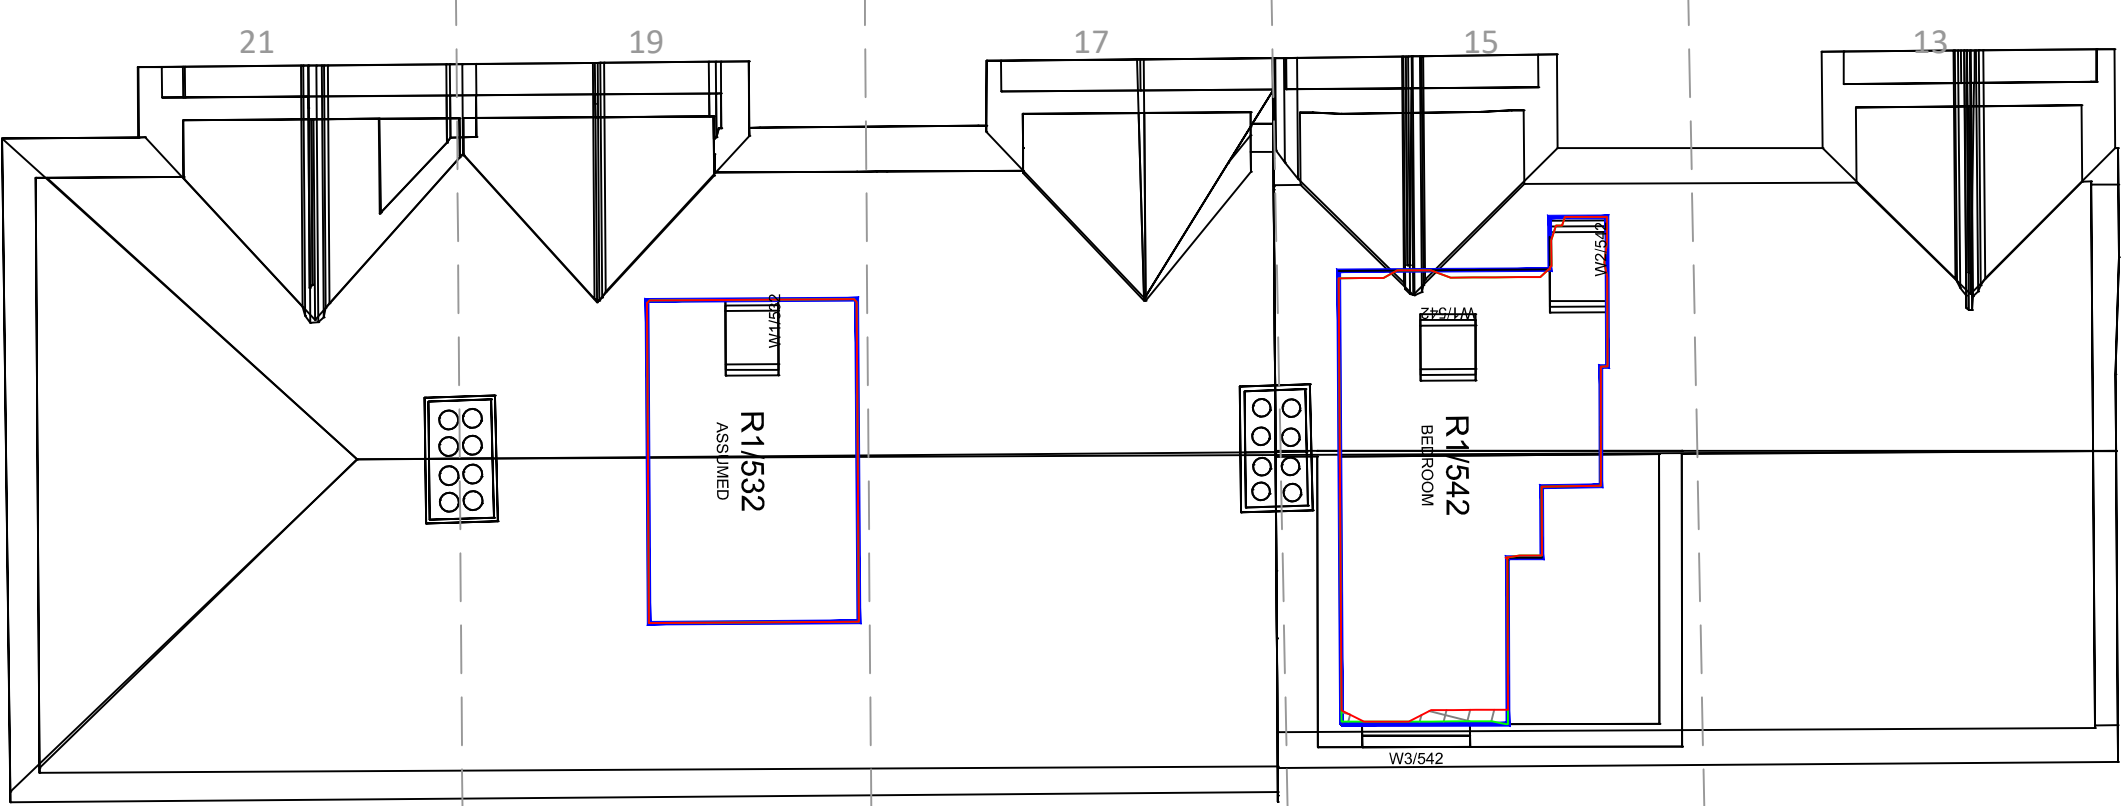 21
19
17
15
13
W2/542
W1/532
W1/542
R1/532
ASSUMED
R1/542
BEDROOM
W3/542